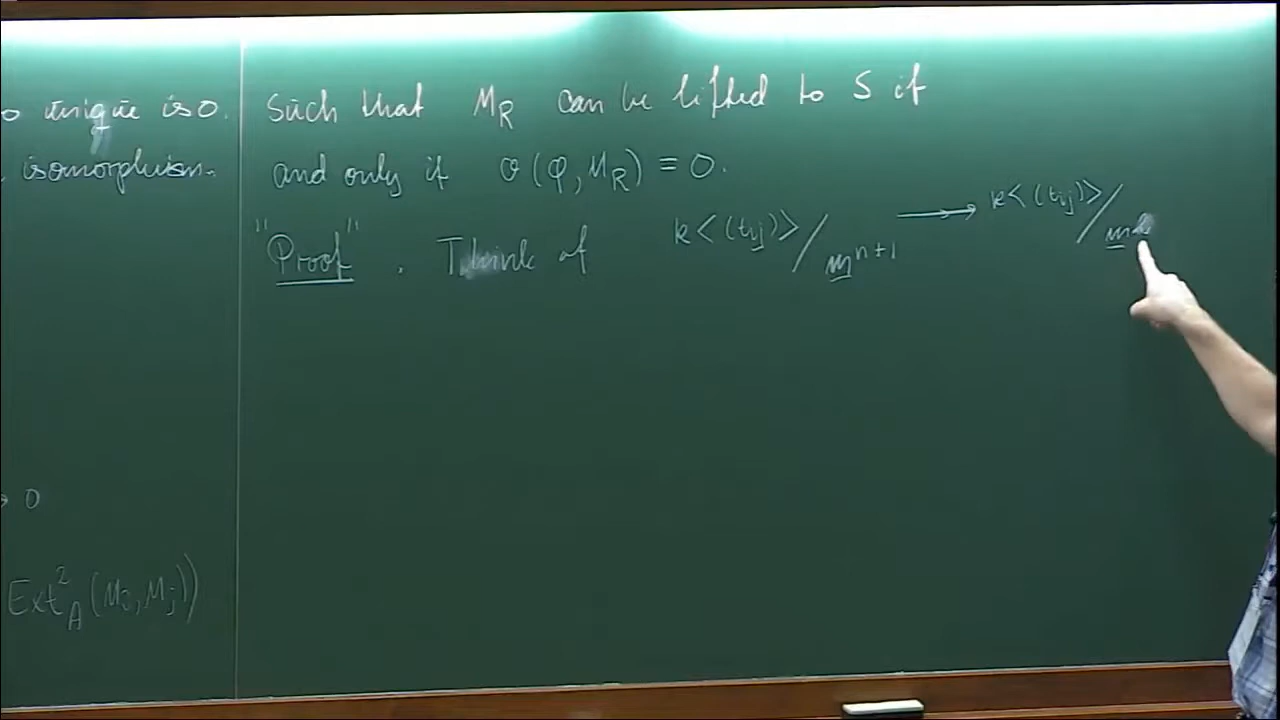 o unique is 0.
isomorphism.
→ 0
Ext²_A (M_i, M_j))
Such that M_R can be lifted to S if
and only if σ(φ, M_R) = 0.
"Proof". Think of k<(t_ij)>/m^{n+1} →→ k<(t_ij)>/m